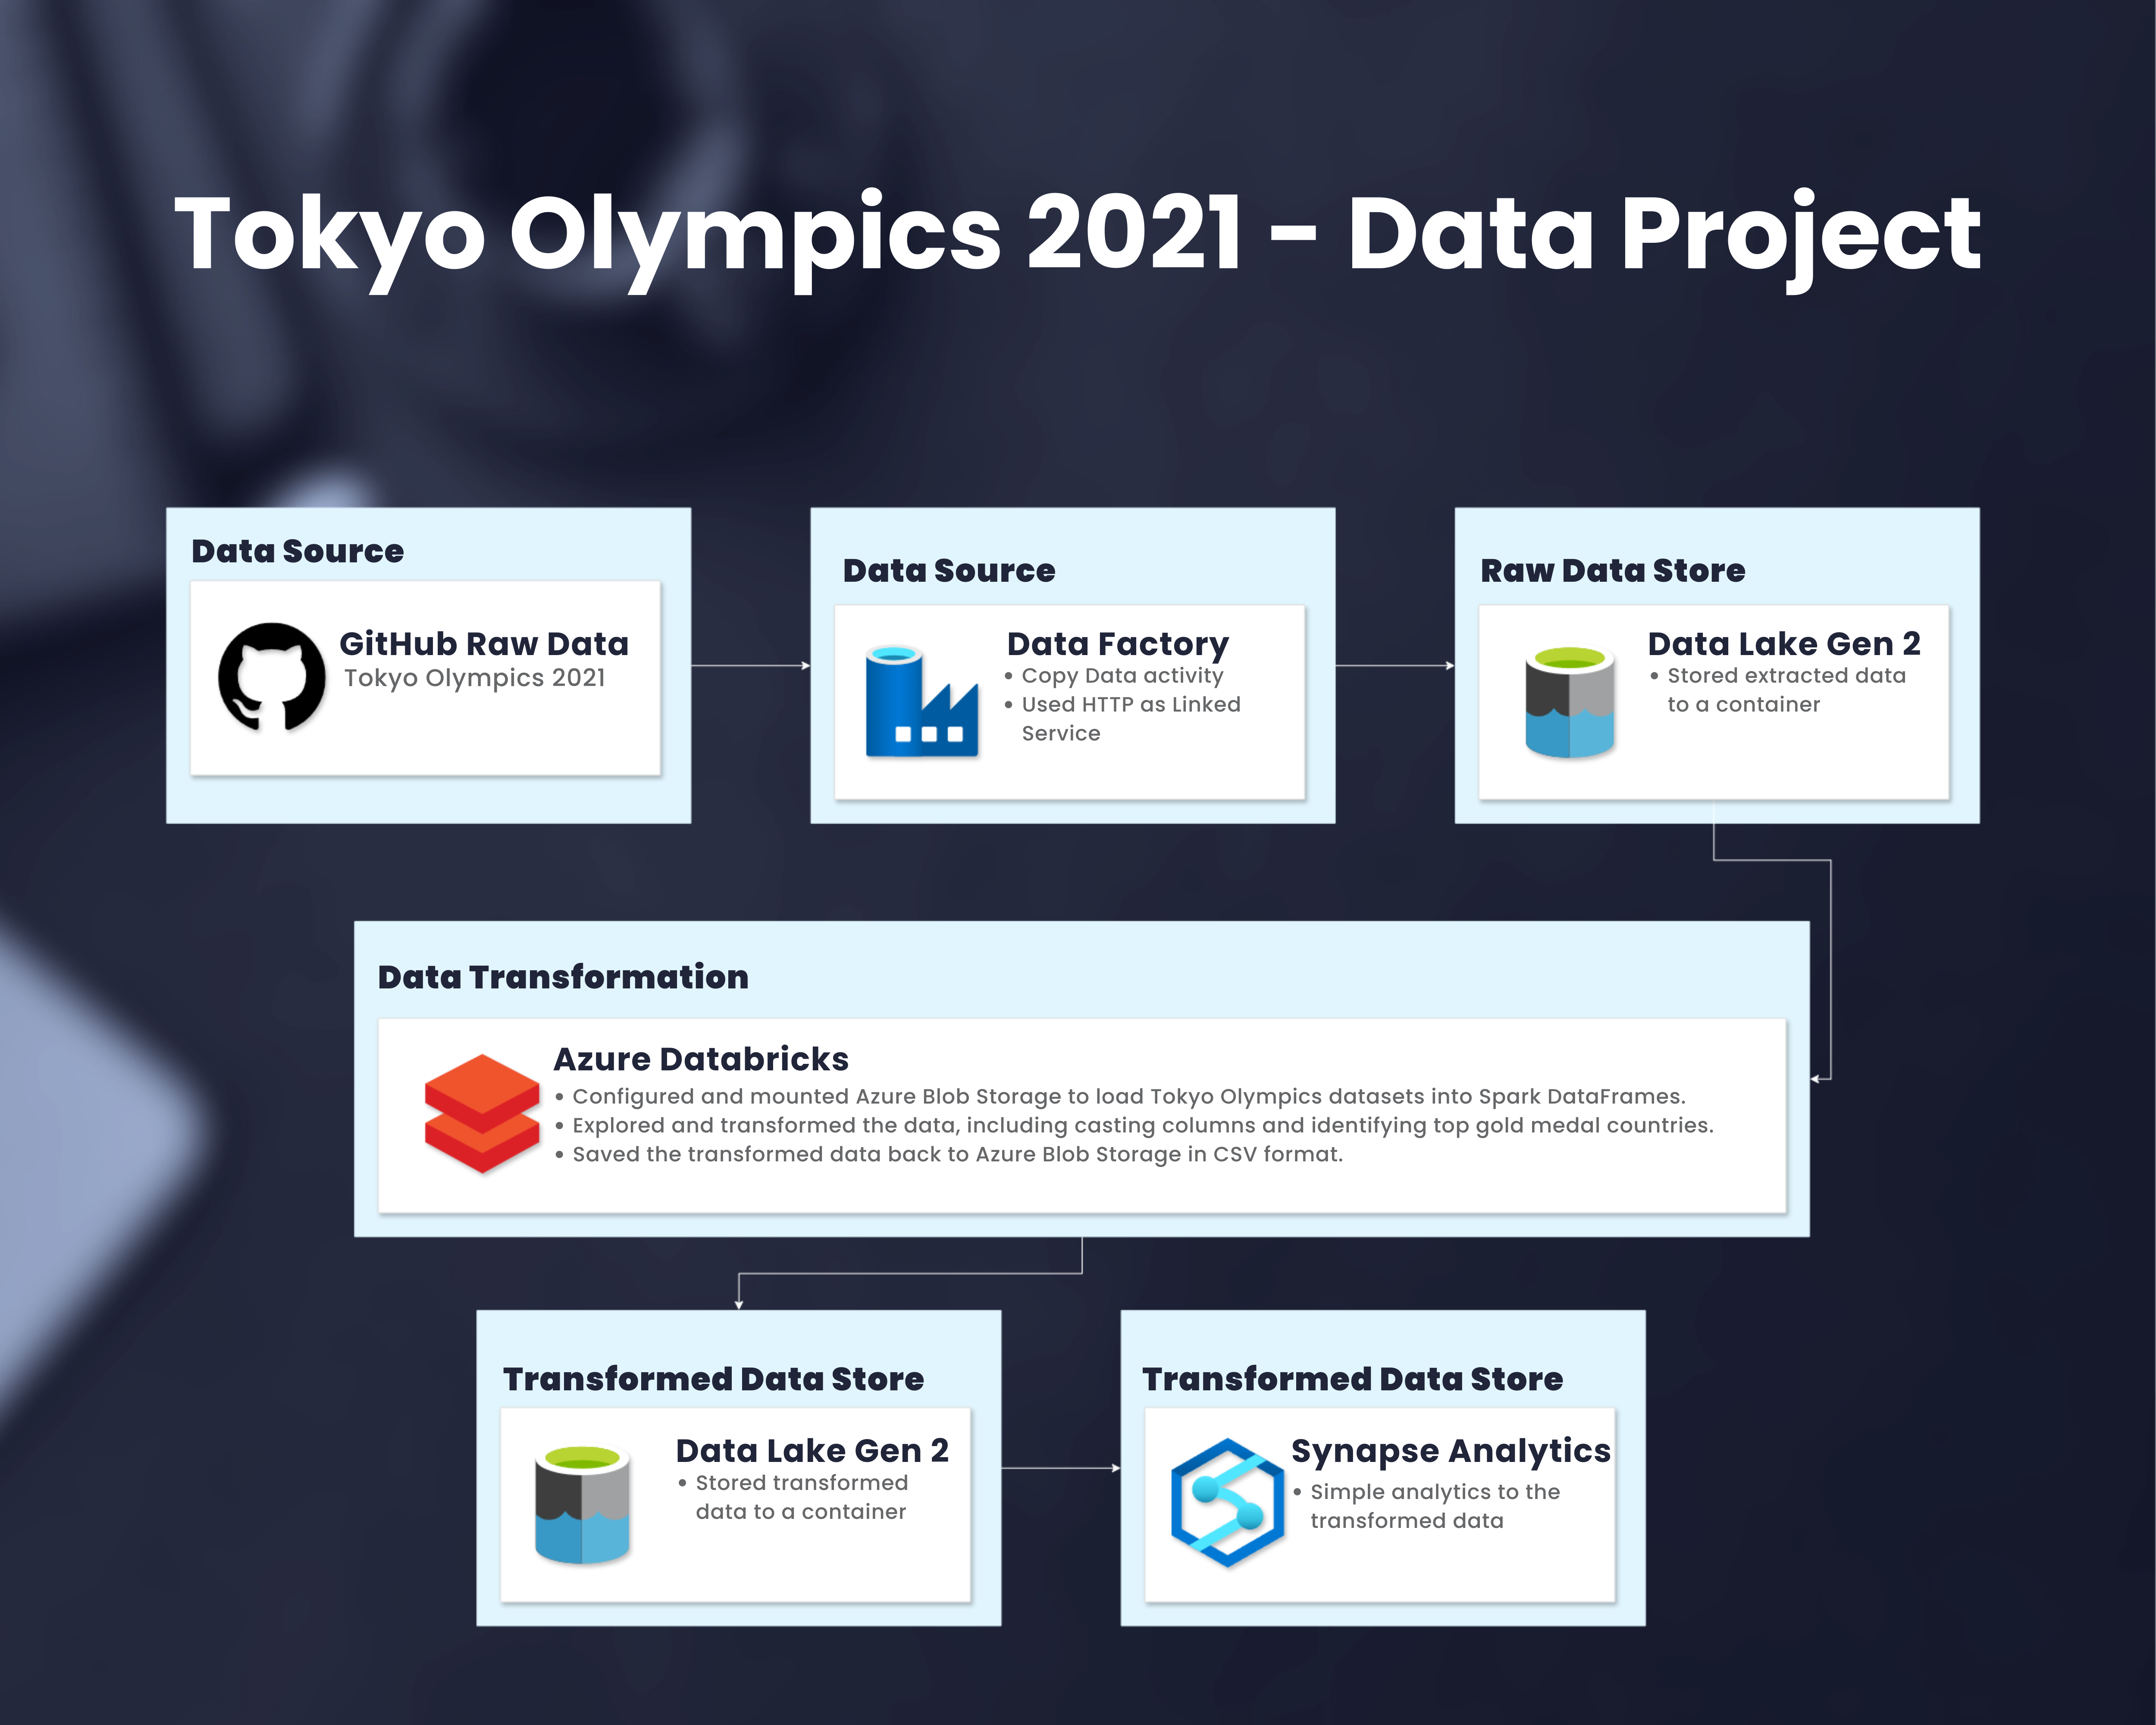 Tokyo Olympics 2021 - Data Project
Data Source
GitHub Raw Data
Tokyo Olympics 2021
Data Source
Data Factory
• Copy Data activity
• Used HTTP as Linked
Service
Raw Data Store
Data Lake Gen 2
• Stored extracted data
to a container
Data Transformation
Azure Databricks
• Configured and mounted Azure Blob Storage to load Tokyo Olympics datasets into Spark DataFrames.
• Explored and transformed the data, including casting columns and identifying top gold medal countries.
• Saved the transformed data back to Azure Blob Storage in CSV format.
Transformed Data Store
Data Lake Gen 2
• Stored transformed
data to a container
Transformed Data Store
Synapse Analytics
• Simple analytics to the
transformed data